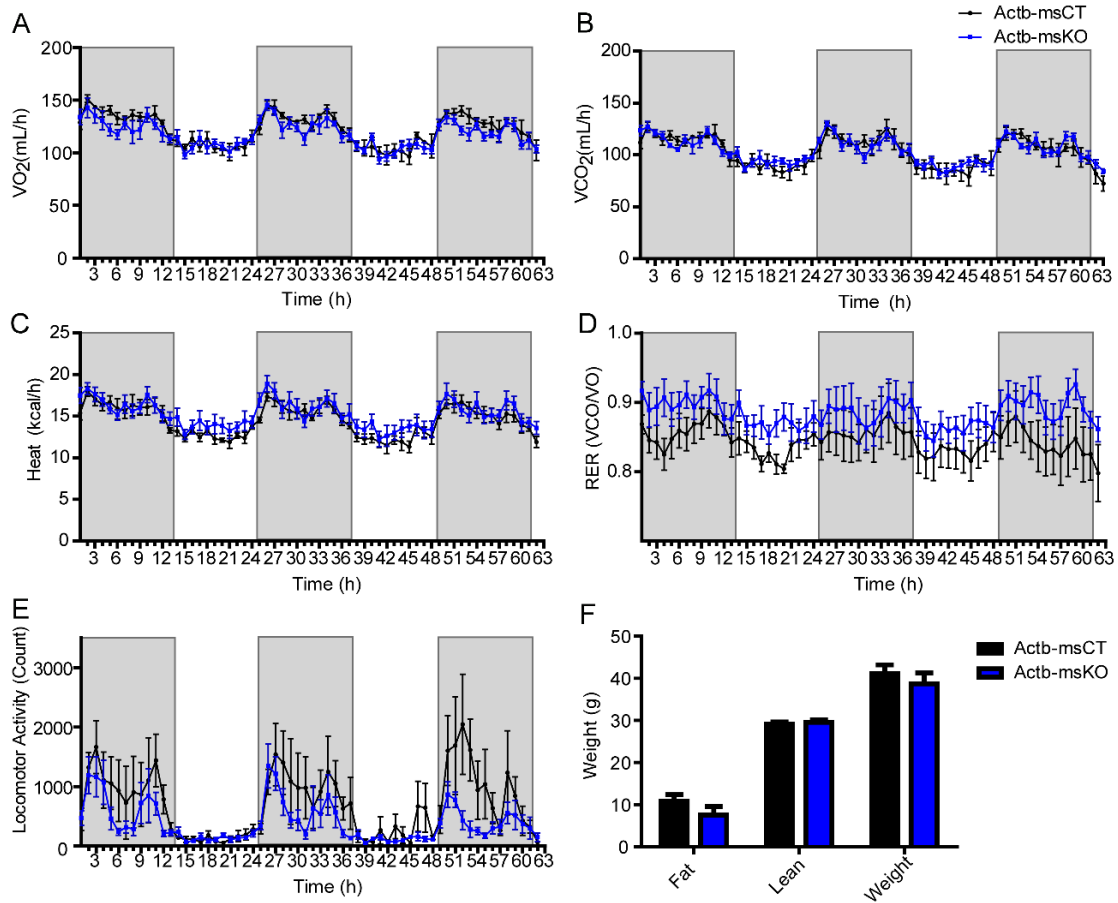 A
VO2(mL/h)
200
150
100
50
0
3 6 9 12 15 18 21 24 27 30 33 36 39 42 45 48 51 54 57 60 63
Time (h)
B
Actb-msCT
Actb-msKO
VCO2(mL/h)
200
150
100
50
0
3 6 9 12 15 18 21 24 27 30 33 36 39 42 45 48 51 54 57 60 63
Time (h)
C
Heat (kcal/h)
25
20
15
10
5
0
3 6 9 12 15 18 21 24 27 30 33 36 39 42 45 48 51 54 57 60 63
Time (h)
D
RER (VCO/VO)
1.0
0.9
0.8
3 6 9 12 15 18 21 24 27 30 33 36 39 42 45 48 51 54 57 60 63
Time (h)
E
Locomotor Activity (Count)
3000
2000
1000
0
3 6 9 12 15 18 21 24 27 30 33 36 39 42 45 48 51 54 57 60 63
Time (h)
F
Actb-msCT
Actb-msKO
Weight (g)
50
40
30
20
10
0
Fat
Lean
Weight